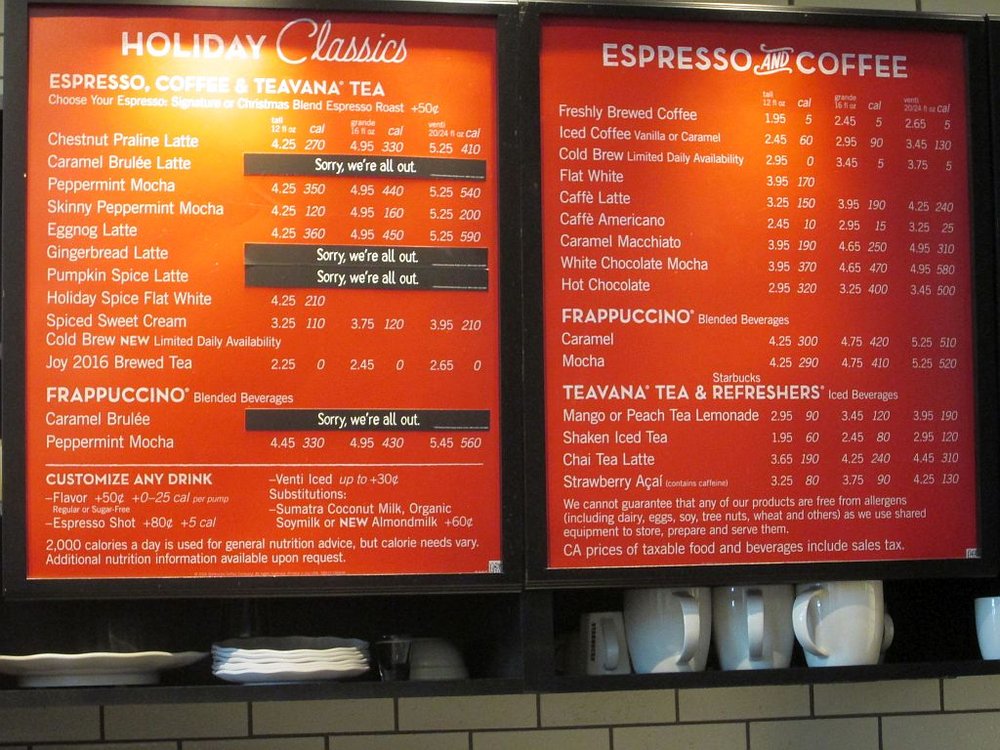 HOLIDAY Classics
ESPRESSO, COFFEE & TEAVANA® TEA
Choose Your Espresso: Signature or Christmas Blend Espresso Roast +50¢
tall 12 fl oz cal grande 16 fl oz cal venti 20/24 fl oz cal
Chestnut Praline Latte 4.25 270 4.95 330 5.25 410
Caramel Brulée Latte Sorry, we're all out.
Peppermint Mocha 4.25 350 4.95 440 5.25 540
Skinny Peppermint Mocha 4.25 120 4.95 160 5.25 200
Eggnog Latte 4.25 360 4.95 450 5.25 590
Gingerbread Latte Sorry, we're all out.
Pumpkin Spice Latte Sorry, we're all out.
Holiday Spice Flat White 4.25 210
Spiced Sweet Cream 3.25 110 3.75 120 3.95 210
Cold Brew NEW Limited Daily Availability
Joy 2016 Brewed Tea 2.25 0 2.45 0 2.65 0
FRAPPUCCINO® Blended Beverages
Caramel Brulée Sorry, we're all out.
Peppermint Mocha 4.45 330 4.95 430 5.45 560
CUSTOMIZE ANY DRINK
–Flavor +50¢ +0–25 cal per pump
Regular or Sugar-Free
–Espresso Shot +80¢ +5 cal
–Venti Iced up to +30¢
Substitutions:
–Sumatra Coconut Milk, Organic
Soymilk or NEW Almondmilk +60¢
2,000 calories a day is used for general nutrition advice, but calorie needs vary.
Additional nutrition information available upon request.
ESPRESSO AND COFFEE
tall 12 fl oz cal grande 16 fl oz cal venti 20/24 fl oz cal
Freshly Brewed Coffee 1.95 5 2.45 5 2.65 5
Iced Coffee Vanilla or Caramel 2.45 60 2.95 90 3.45 130
Cold Brew Limited Daily Availability 2.95 0 3.45 5 3.75 5
Flat White 3.95 170
Caffè Latte 3.25 150 3.95 190 4.25 240
Caffè Americano 2.45 10 2.95 15 3.25 25
Caramel Macchiato 3.95 190 4.65 250 4.95 310
White Chocolate Mocha 3.95 370 4.65 470 4.95 580
Hot Chocolate 2.95 320 3.25 400 3.45 500
FRAPPUCCINO® Blended Beverages
Caramel 4.25 300 4.75 420 5.25 510
Mocha 4.25 290 4.75 410 5.25 520
Starbucks
TEAVANA® TEA & REFRESHERS® Iced Beverages
Mango or Peach Tea Lemonade 2.95 90 3.45 120 3.95 190
Shaken Iced Tea 1.95 60 2.45 80 2.95 120
Chai Tea Latte 3.65 190 4.25 240 4.45 310
Strawberry Açaí (contains caffeine) 3.25 80 3.75 90 4.25 130
We cannot guarantee that any of our products are free from allergens
(including dairy, eggs, soy, tree nuts, wheat and others) as we use shared
equipment to store, prepare and serve them.
CA prices of taxable food and beverages include sales tax.